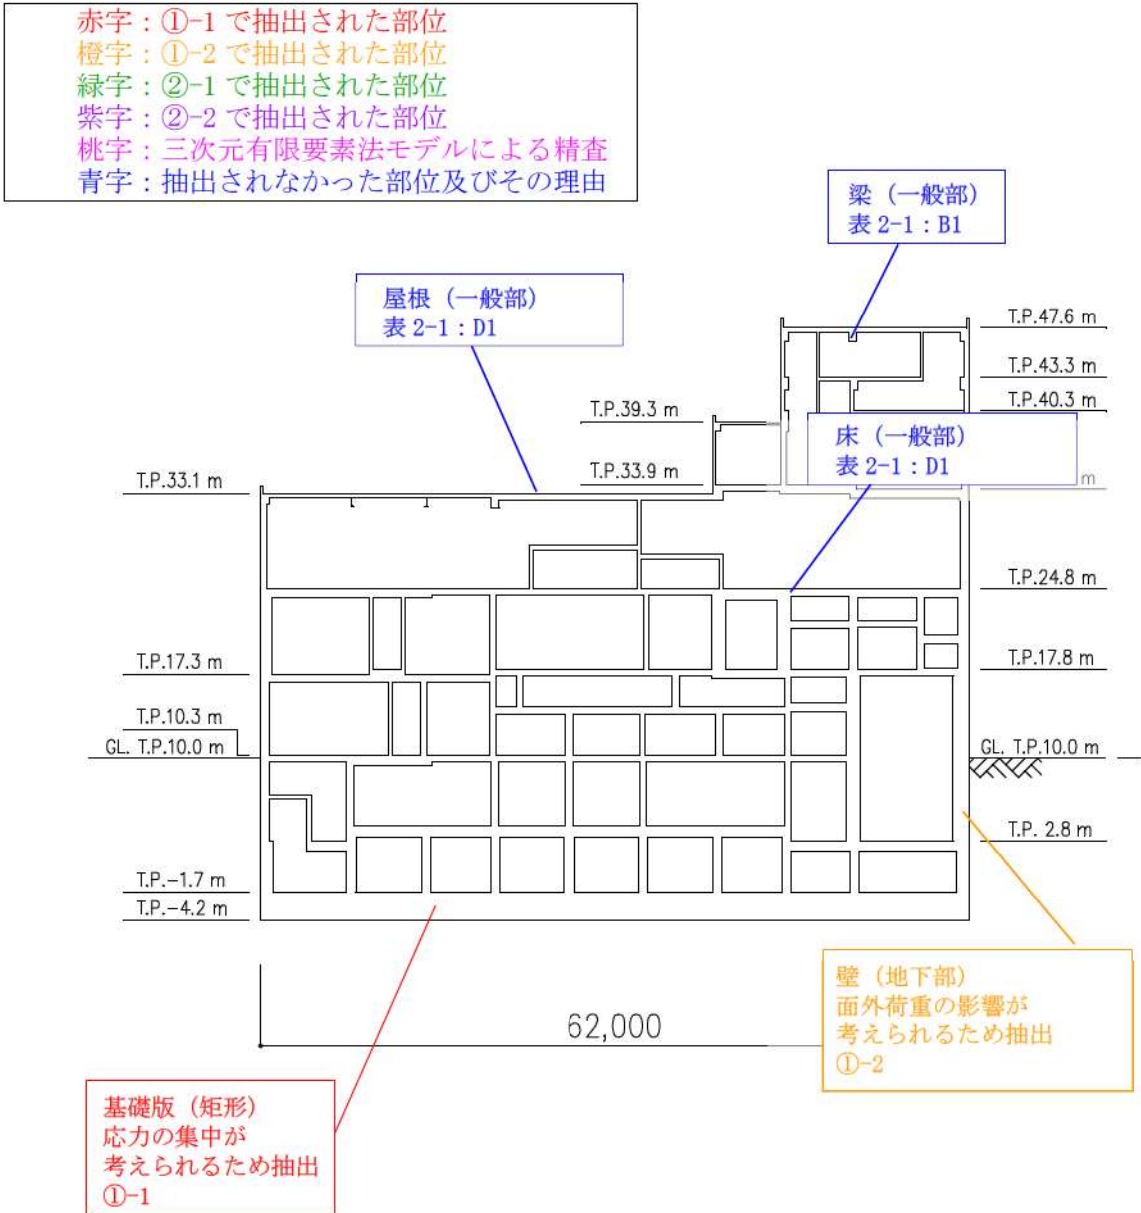 赤字：①-1 で抽出された部位
橙字：①-2 で抽出された部位
緑字：②-1 で抽出された部位
紫字：②-2 で抽出された部位
桃字：三次元有限要素法モデルによる精査
青字：抽出されなかった部位及びその理由
梁（一般部）
表 2-1：B1
屋根（一般部）
表 2-1：D1
T.P.47.6 m
T.P.43.3 m
T.P.40.3 m
T.P.39.3 m
床（一般部）
表 2-1：D1
T.P.33.9 m
T.P.33.1 m
m
T.P.24.8 m
T.P.17.3 m
T.P.17.8 m
T.P.10.3 m
GL. T.P.10.0 m
GL. T.P.10.0 m
T.P. 2.8 m
T.P.-1.7 m
T.P.-4.2 m
62,000
壁（地下部）
面外荷重の影響が
考えられるため抽出
①-2
基礎版（矩形）
応力の集中が
考えられるため抽出
①-1